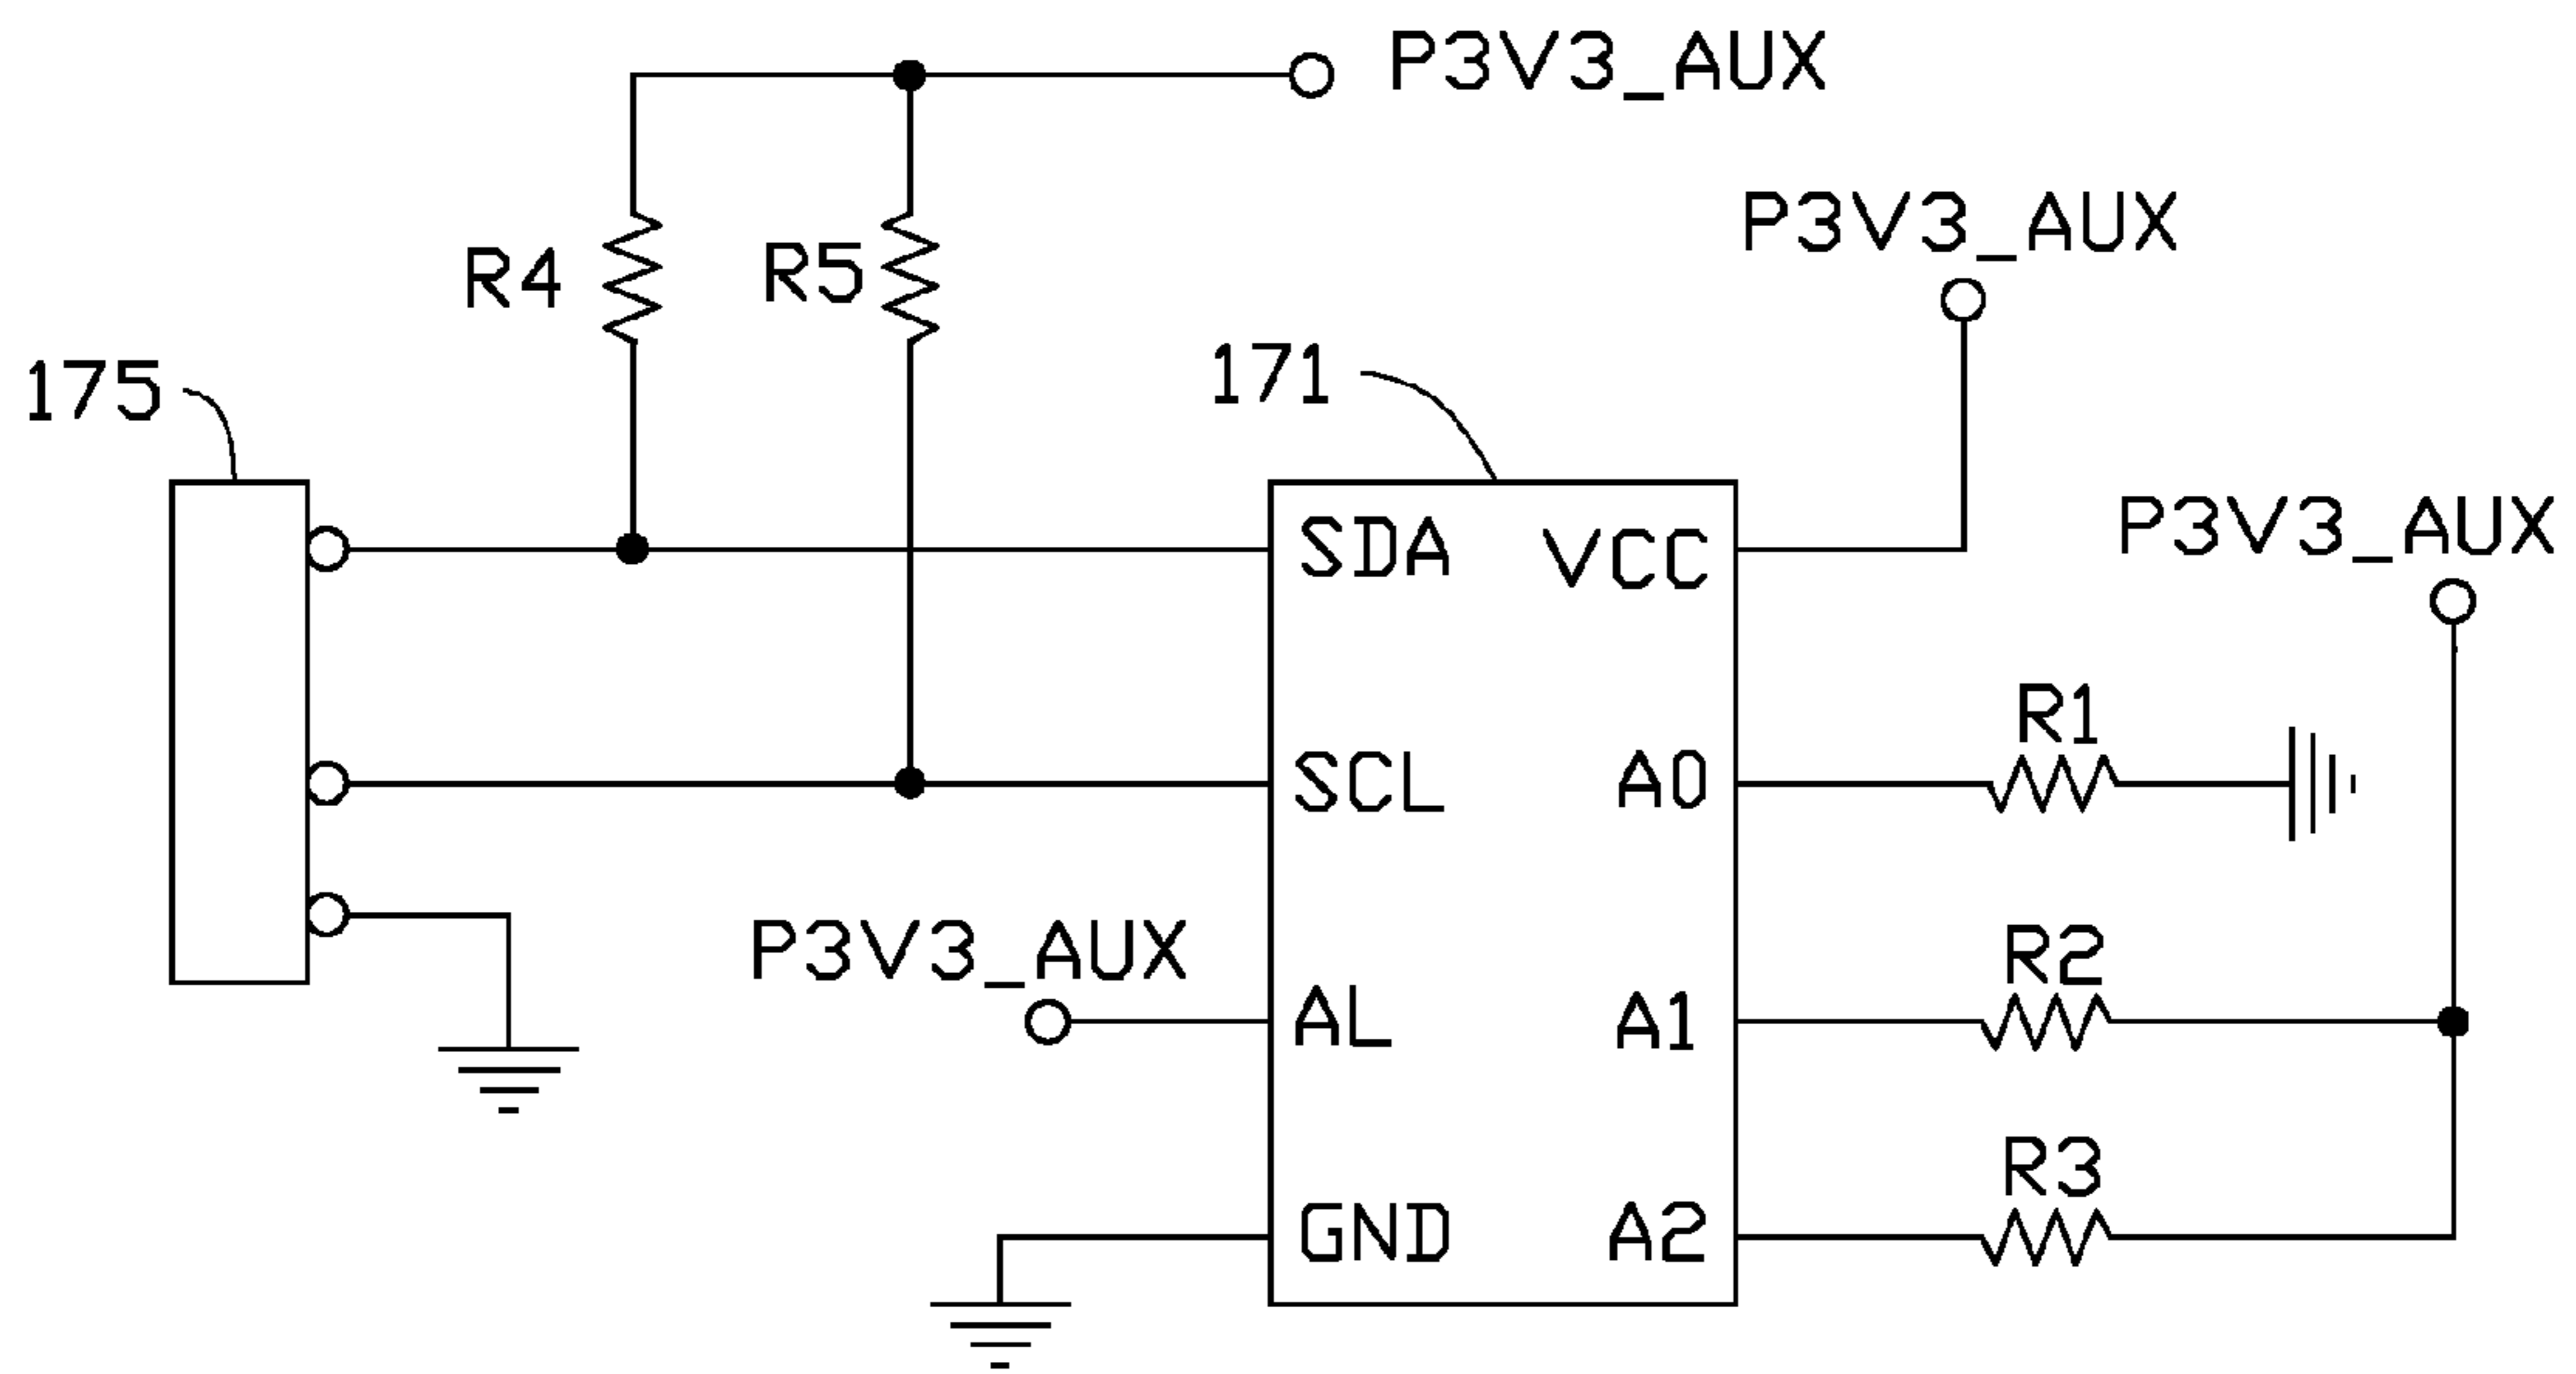 P3V3_AUX
P3V3_AUX
R4
R5
175
171
P3V3_AUX
SDA
VCC
R1
SCL
A0
P3V3_AUX
R2
AL
A1
R3
GND
A2